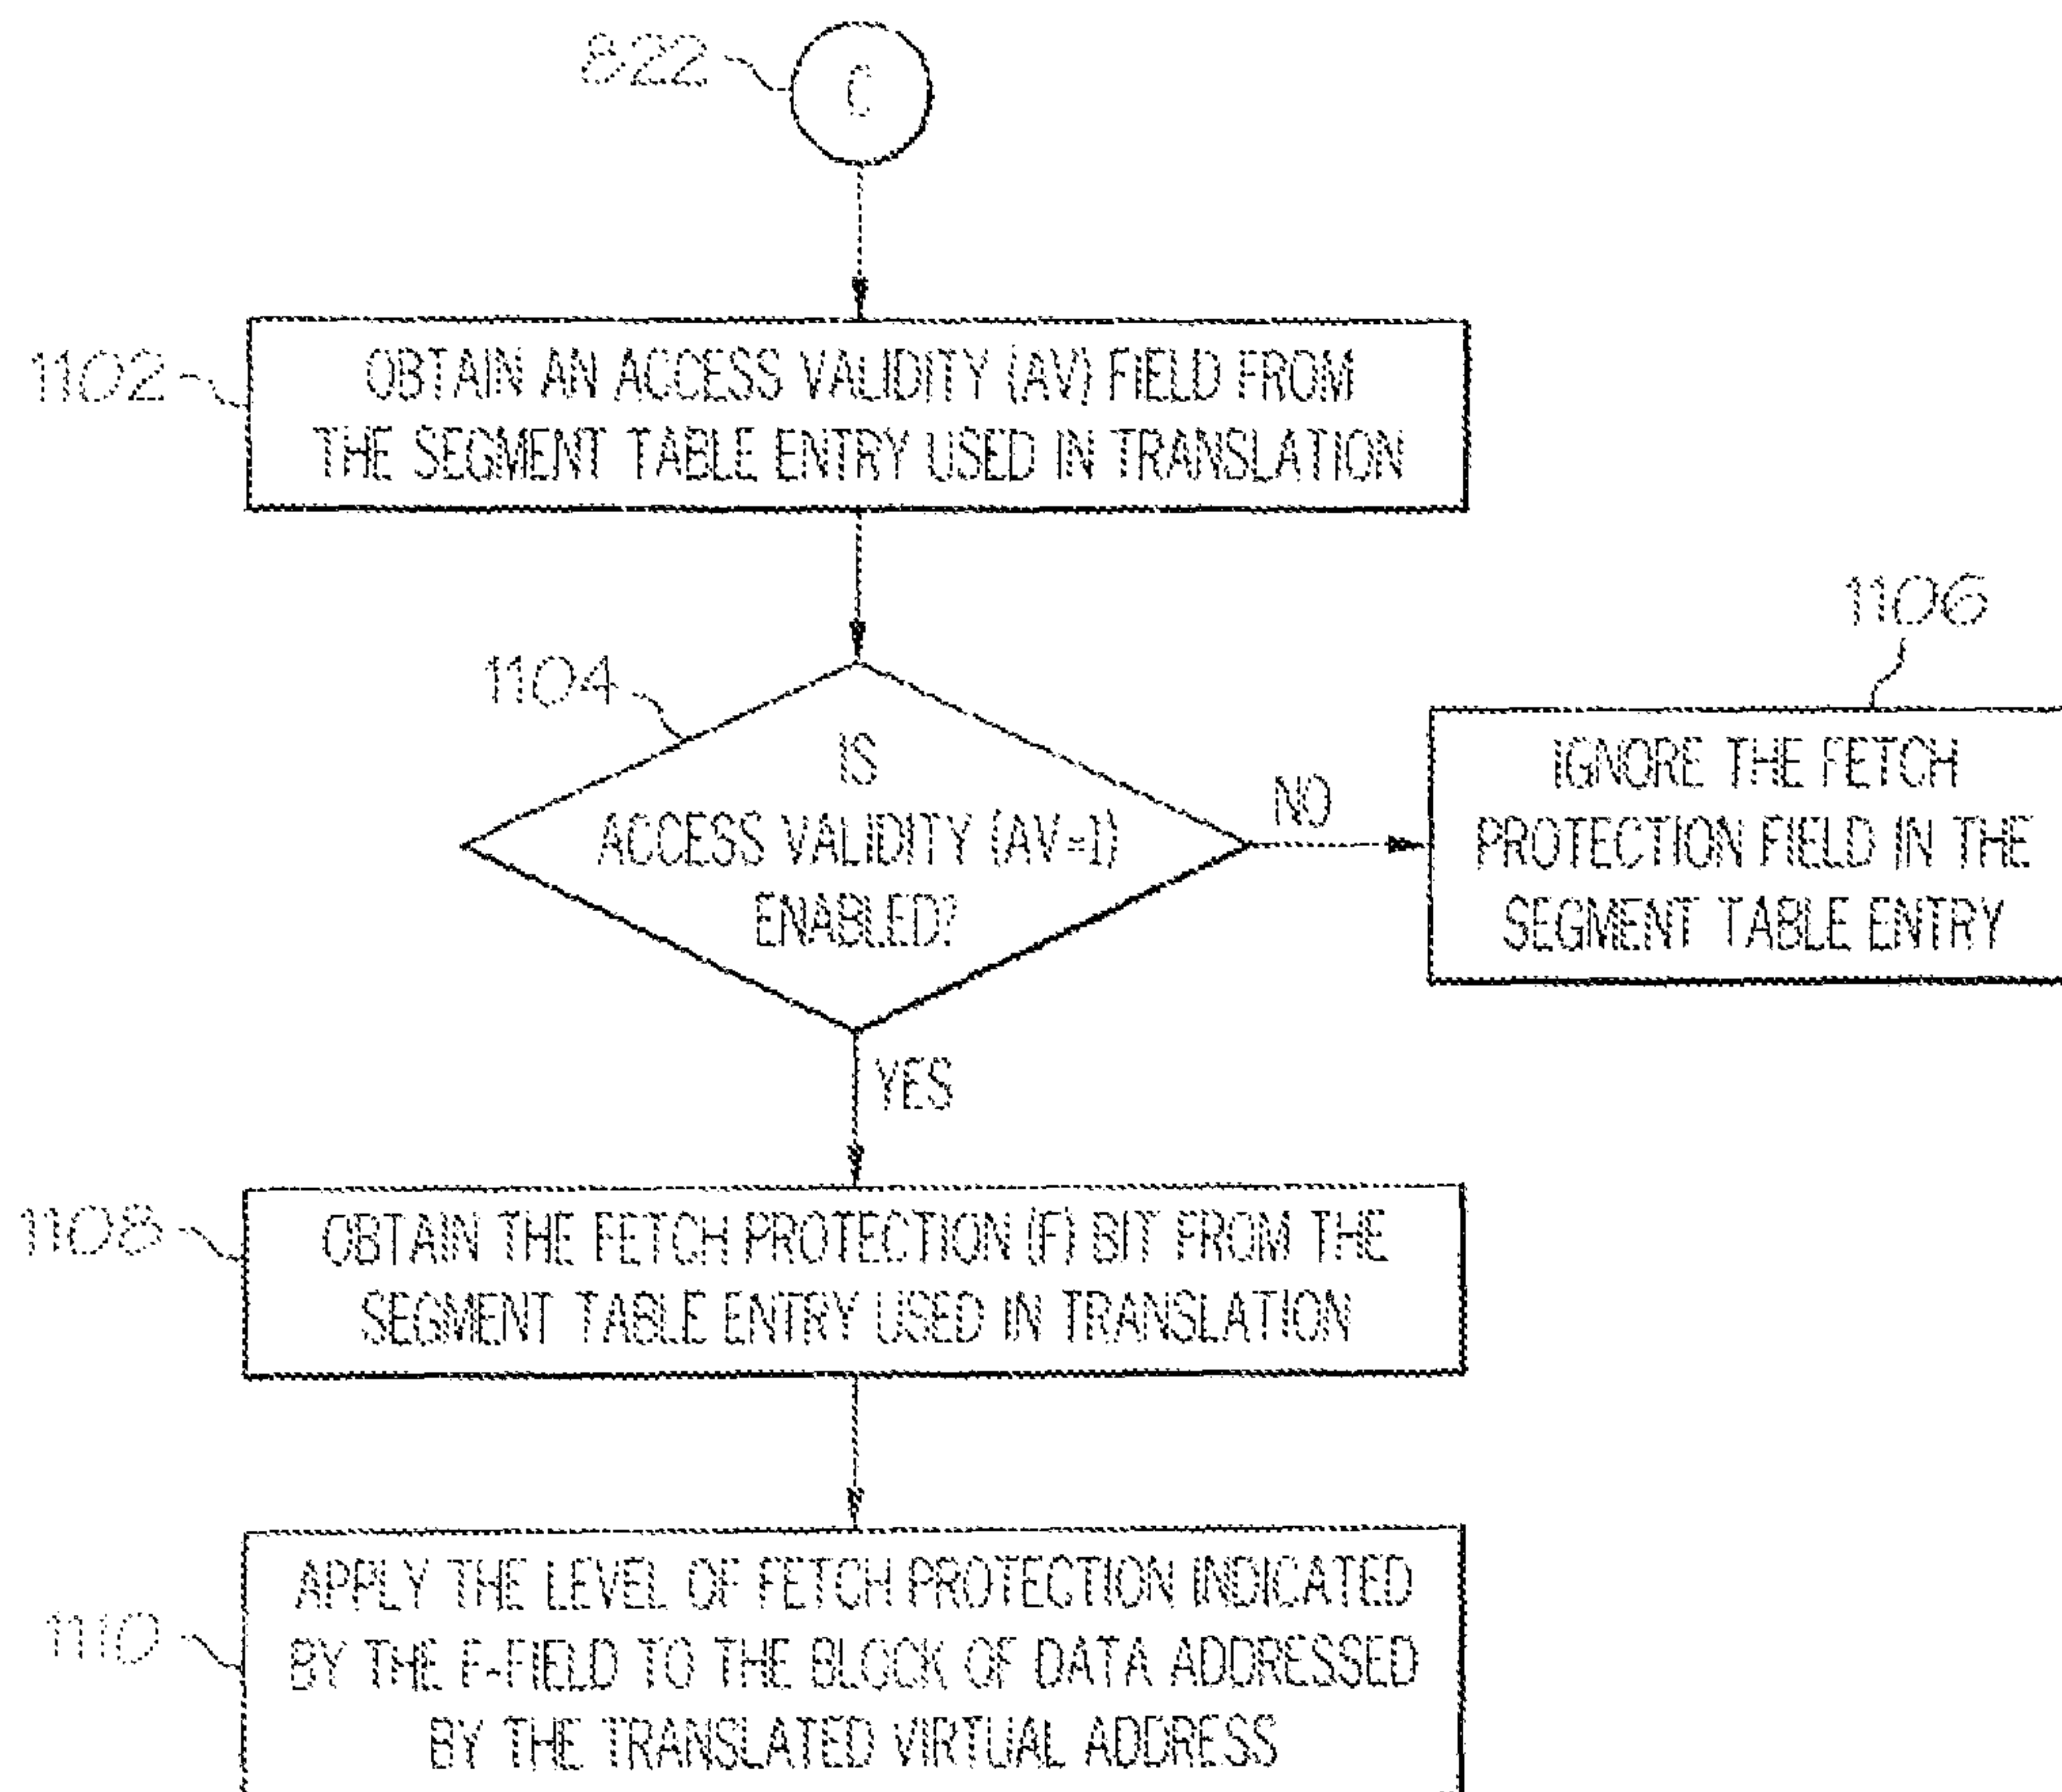 822
C
1102
OBTAIN AN ACCESS VALIDITY (AV) FIELD FROM
THE SEGMENT TABLE ENTRY USED IN TRANSLATION
1104
IS
ACCESS VALIDITY (AV=1)
ENABLED?
NO
1106
IGNORE THE FETCH
PROTECTION FIELD IN THE
SEGMENT TABLE ENTRY
YES
1108
OBTAIN THE FETCH PROTECTION (F) BIT FROM THE
SEGMENT TABLE ENTRY USED IN TRANSLATION
1110
APPLY THE LEVEL OF FETCH PROTECTION INDICATED
BY THE F-FIELD TO THE BLOCK OF DATA ADDRESSED
BY THE TRANSLATED VIRTUAL ADDRESS